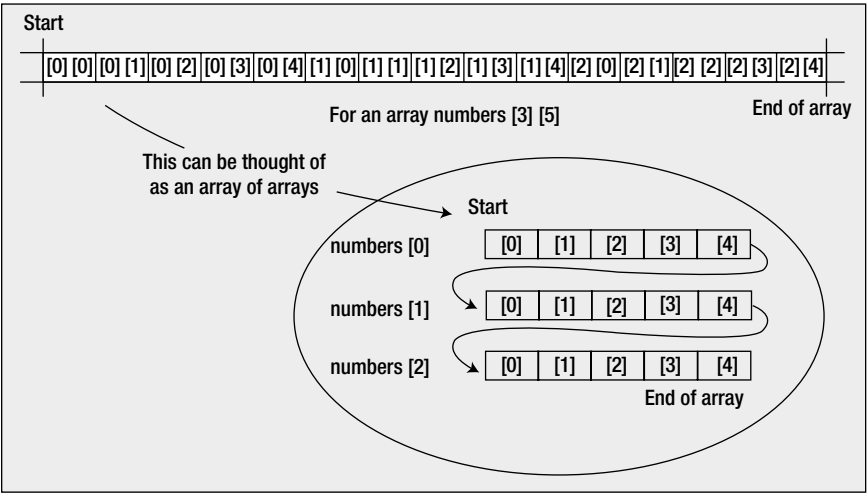 Start
[0] [0] [0] [1] [0] [2] [0] [3] [0] [4] [1] [0] [1] [1] [1] [2] [1] [3] [1] [4] [2] [0] [2] [1] [2] [2] [2] [3] [2] [4]
For an array numbers [3] [5]
End of array
This can be thought of
as an array of arrays
Start
numbers [0] [0] [1] [2] [3] [4]
numbers [1] [0] [1] [2] [3] [4]
numbers [2] [0] [1] [2] [3] [4]
End of array